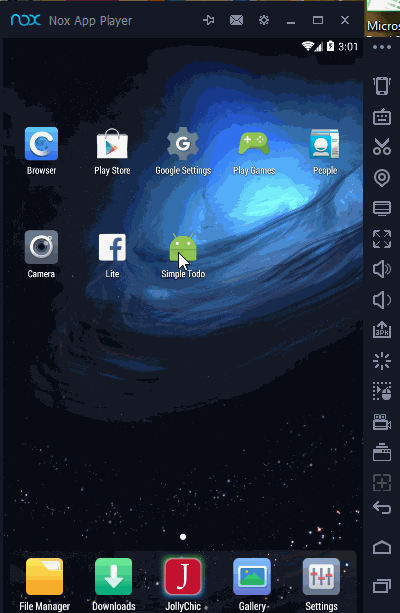 nox Nox App Player
Micros
3:01
Browser Play Store Google Settings Play Games People
Camera Lite Simple Todo
File Manager Downloads JollyChic Gallery Settings